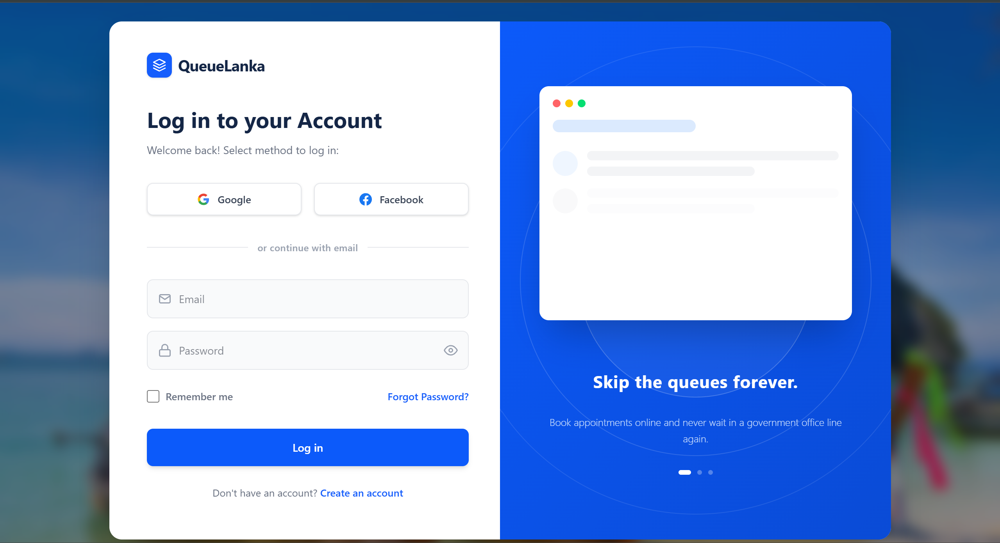 QueueLanka
Log in to your Account
Welcome back! Select method to log in:
Google
Facebook
or continue with email
Email
Password
Remember me
Forgot Password?
Log in
Don't have an account? Create an account
Skip the queues forever.
Book appointments online and never wait in a government office line
again.